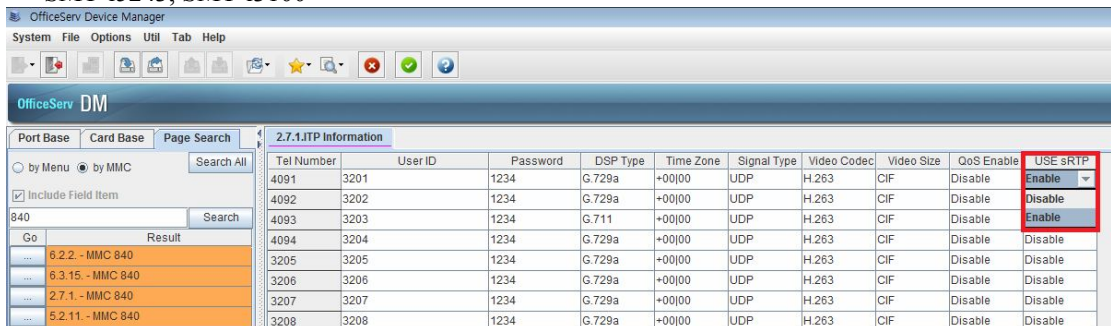 OfficeServ Device Manager
System File Options Util Tab Help
OfficeServ DM
Port Base Card Base Page Search 2.7.1.ITP Information
by Menu by MMC Search All
Include Field Item
840 Search
Go Result
... 6.2.2. - MMC 840
... 6.3.15. - MMC 840
... 2.7.1. - MMC 840
... 5.2.11. - MMC 840
Tel Number User ID Password DSP Type Time Zone Signal Type Video Codec Video Size QoS Enable USE sRTP
4091 3201 1234 G.729a +00|00 UDP H.263 CIF Disable Enable
4092 3202 1234 G.729a +00|00 UDP H.263 CIF Disable Disable
4093 3203 1234 G.711 +00|00 UDP H.263 CIF Disable Enable
4094 3204 1234 G.729a +00|00 UDP H.263 CIF Disable Disable
3205 3205 1234 G.729a +00|00 UDP H.263 CIF Disable Disable
3206 3206 1234 G.729a +00|00 UDP H.263 CIF Disable Disable
3207 3207 1234 G.729a +00|00 UDP H.263 CIF Disable Disable
3208 3208 1234 G.729a +00|00 UDP H.263 CIF Disable Disable